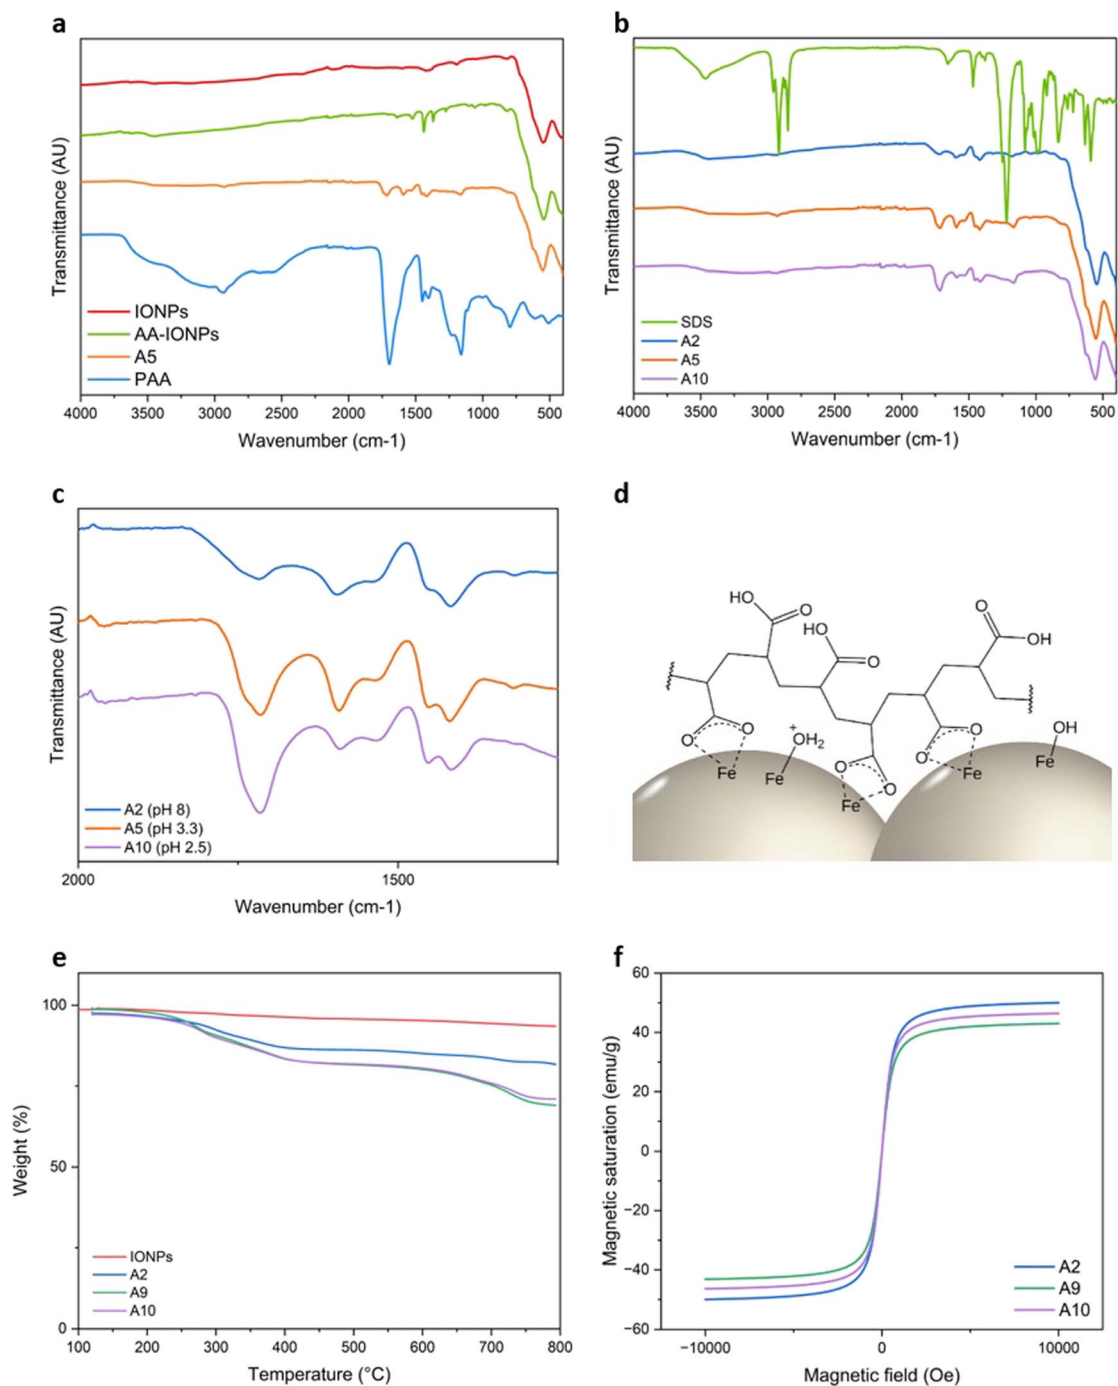 a
Transmittance (AU)
IONPs
AA-IONPs
A5
PAA
4000 3500 3000 2500 2000 1500 1000 500
Wavenumber (cm-1)
b
Transmittance (AU)
SDS
A2
A5
A10
4000 3500 3000 2500 2000 1500 1000 500
Wavenumber (cm-1)
c
Transmittance (AU)
A2 (pH 8)
A5 (pH 3.3)
A10 (pH 2.5)
2000 1500
Wavenumber (cm-1)
d
HO
O
HO
O
O
OH
O
O
+
OH2
O
O
O
O
OH
Fe
Fe
Fe
Fe
Fe
e
Weight (%)
100
50
0
IONPs
A2
A9
A10
100 200 300 400 500 600 700 800
Temperature (°C)
f
Magnetic saturation (emu/g)
60
40
20
0
−20
−40
−60
A2
A9
A10
−10000 0 10000
Magnetic field (Oe)